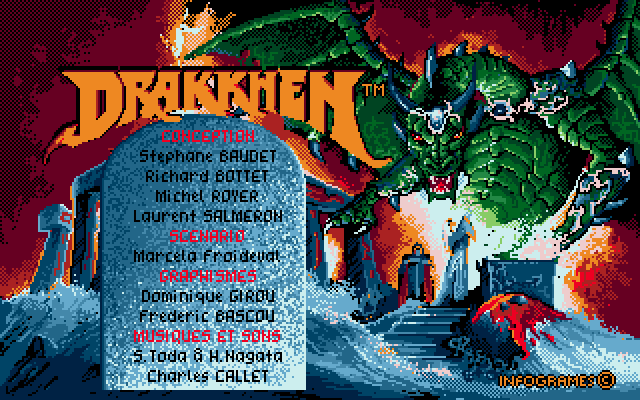 DRAKKHEN™
CONCEPTION
Stephane BAUDET
Richard BOTTET
Michel ROYER
Laurent SALMERON
SCENARIO
Marcela Froideval
GRAPHISMES
Dominique GIROU
Frederic BASCOU
MUSIQUES ET SONS
S.Toda & H.Nagata
Charles CALLET
INFOGRAMES©